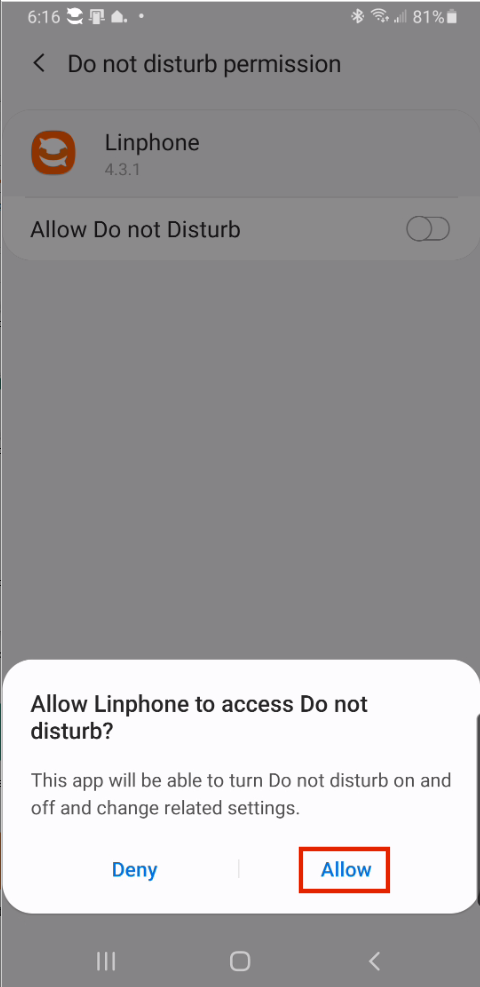 6:16
81%
Do not disturb permission
Linphone
4.3.1
Allow Do not Disturb
Allow Linphone to access Do not
disturb?
This app will be able to turn Do not disturb on and
off and change related settings.
Deny
Allow